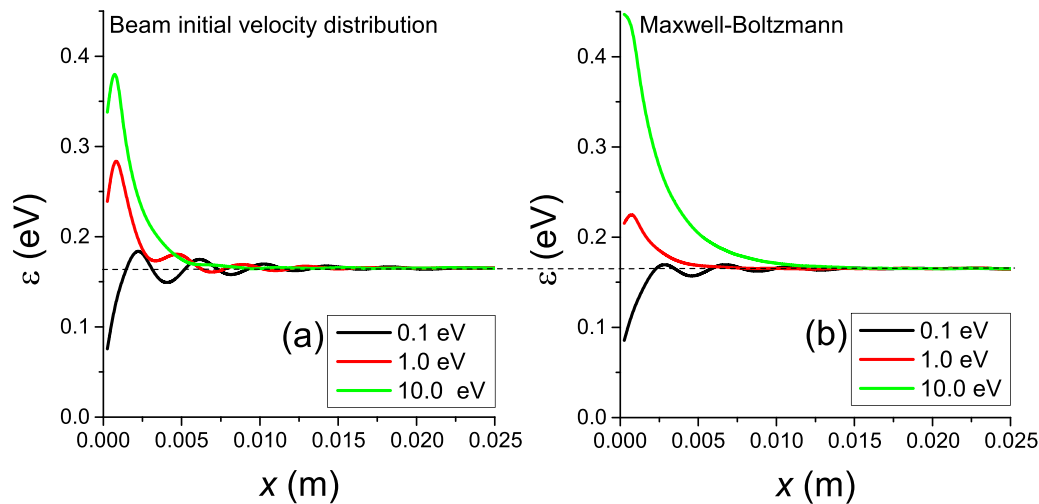 Beam initial velocity distribution
0.4
0.3
0.2
0.1
0.0
ε (eV)
(a)
0.1 eV
1.0 eV
10.0 eV
0.000 0.005 0.010 0.015 0.020 0.025
x (m)
Maxwell-Boltzmann
0.4
0.3
0.2
0.1
0.0
ε (eV)
(b)
0.1 eV
1.0 eV
10.0 eV
0.000 0.005 0.010 0.015 0.020 0.025
x (m)